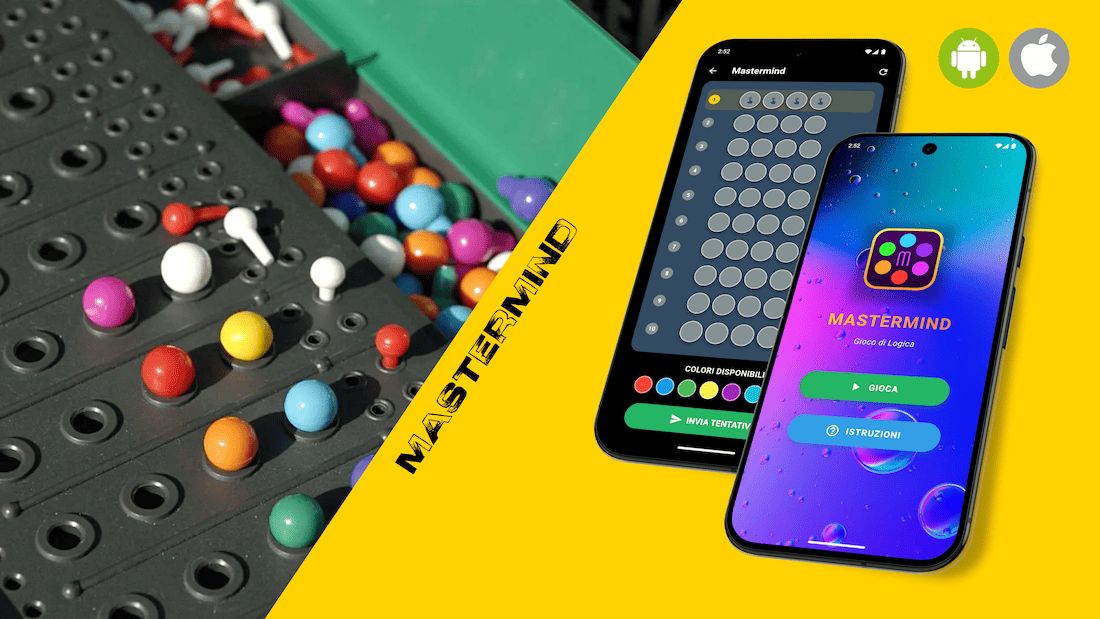 MASTERMIND
2:52
Mastermind
1
2
3
4
5
6
7
8
9
10
COLORI DISPONIBILI
INVIA TENTATIV
2:52
M
MASTERMIND
Gioco di Logica
GIOCA
ISTRUZIONI